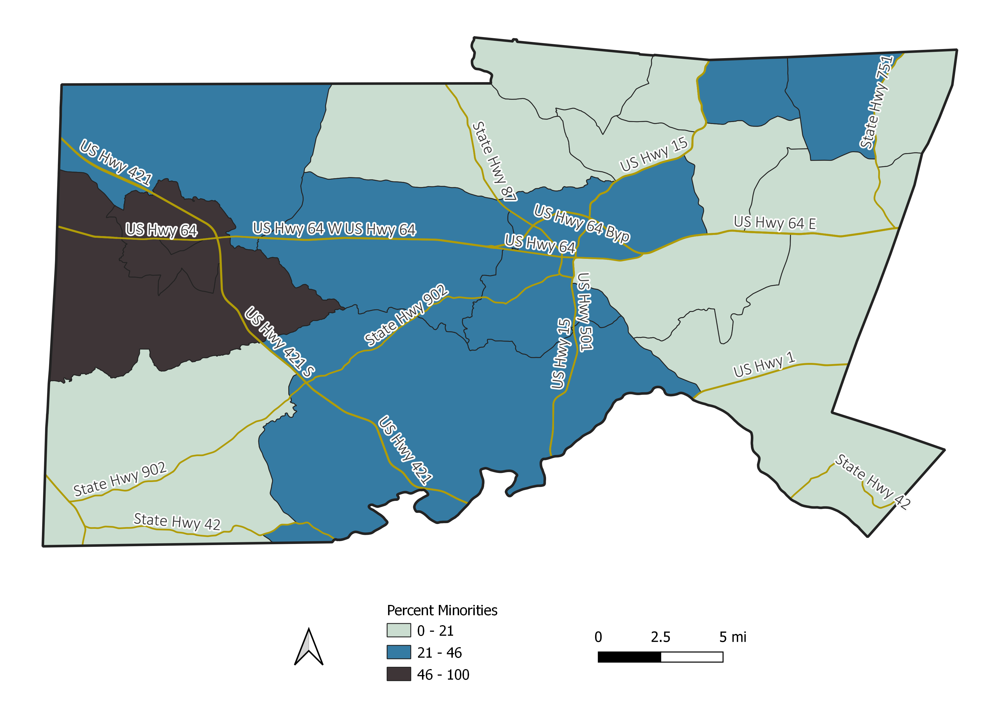 State Hwy 751
US Hwy 421
State Hwy 87
US Hwy 15
US Hwy 64
US Hwy 64 W
US Hwy 64
US Hwy 64 Byp
US Hwy 64 E
US Hwy 64
US Hwy 421 S
State Hwy 902
US Hwy 501
US Hwy 15
US Hwy 1
US Hwy 421
State Hwy 902
State Hwy 42
State Hwy 42
Percent Minorities
0 - 21
21 - 46
46 - 100
0 2.5 5 mi